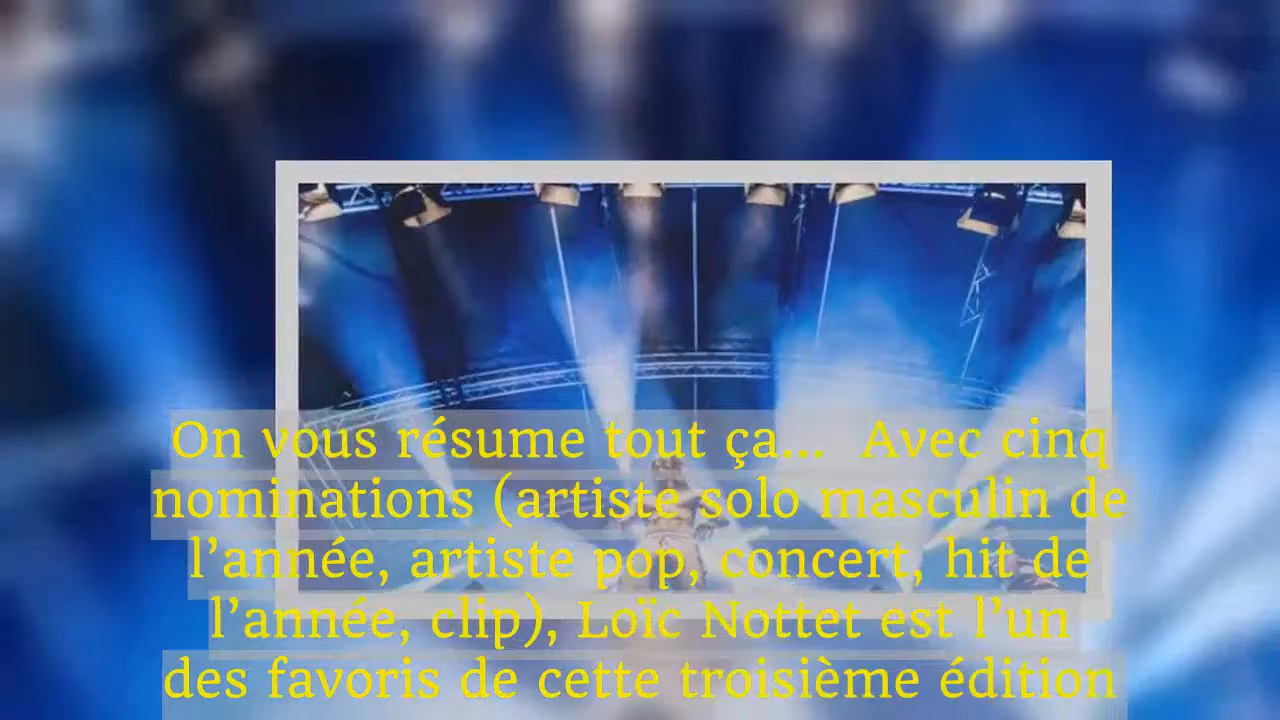 On vous résume tout ça... Avec cinq
nominations (artiste solo masculin de
l’année, artiste pop, concert, hit de
l’année, clip), Loïc Nottet est l’un
des favoris de cette troisième édition